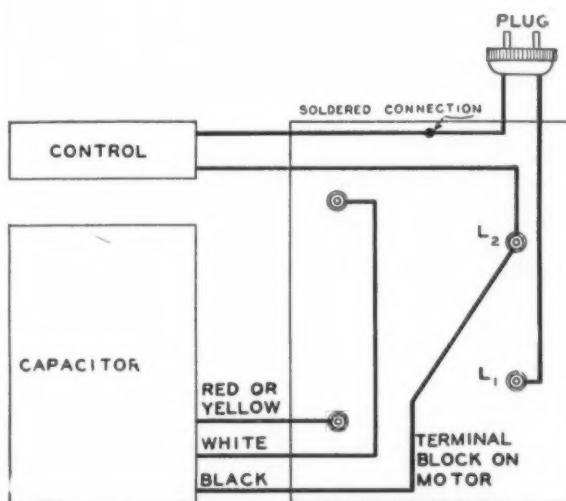 PLUG
SOLDERED CONNECTION
CONTROL
L2
CAPACITOR
L1
RED OR
YELLOW
WHITE
BLACK
TERMINAL
BLOCK ON
MOTOR